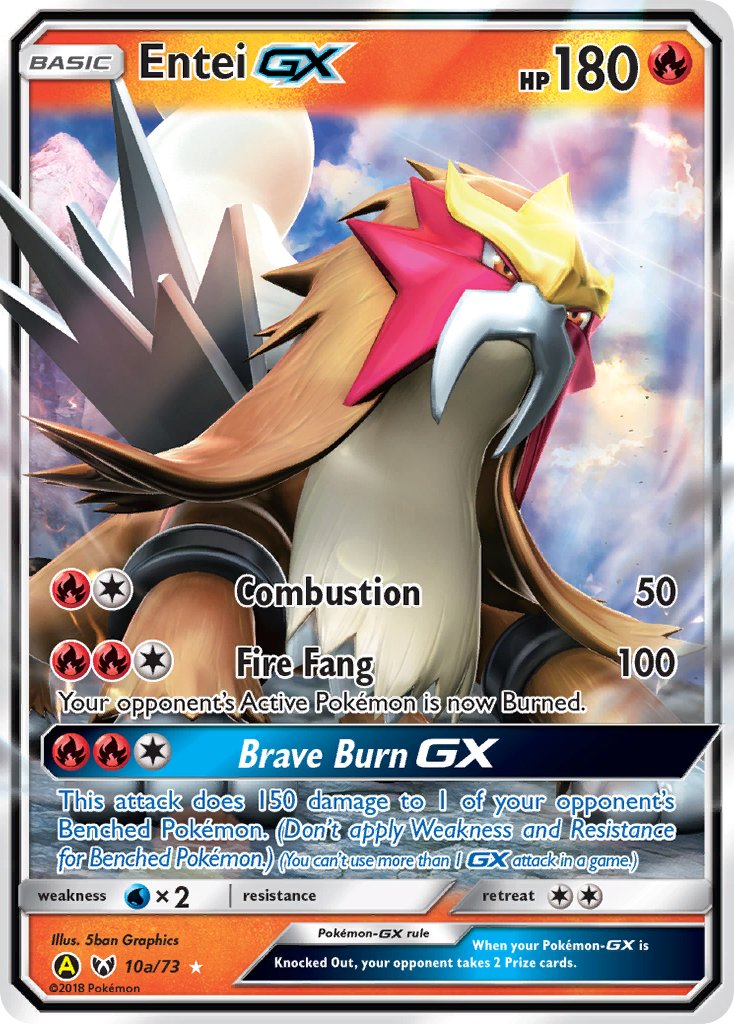 BASIC Entei GX HP 180
Combustion 50
Fire Fang 100
Your opponent's Active Pokémon is now Burned.
Brave Burn GX
This attack does 150 damage to 1 of your opponent's
Benched Pokémon. (Don't apply Weakness and Resistance
for Benched Pokémon.) (You can't use more than 1 GX attack in a game.)
weakness ×2 resistance retreat
Illus. 5ban Graphics
A 10a/73
©2018 Pokémon
Pokémon-GX rule
When your Pokémon-GX is
Knocked Out, your opponent takes 2 Prize cards.